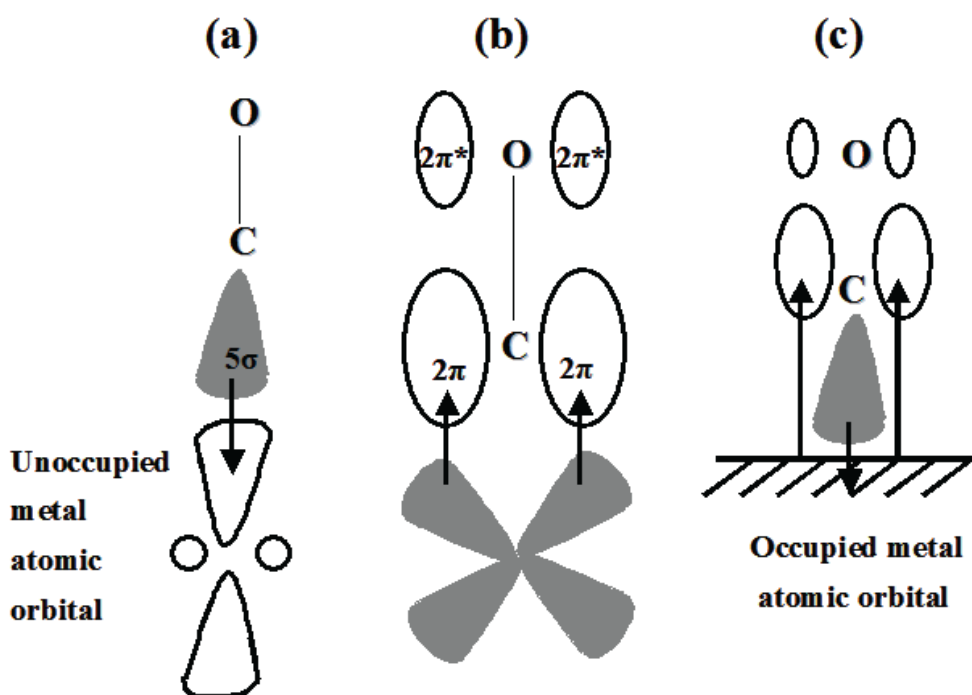 (a)
O
C
5σ
Unoccupied
metal
atomic
orbital
(b)
2π* O 2π*
C
2π 2π
(c)
O
C
Occupied metal
atomic orbital